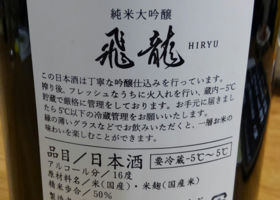 純米大吟醸
飛龍 HIRYU
この日本酒は丁寧な吟醸仕込みを行っています。
搾り後、フレッシュなうちに火入れを行い、蔵内−5℃
貯蔵にて厳格に管理をしております。お手元に届きまし
たら5℃以下の冷蔵管理をお願いいたします。
縁の薄いグラスなどでお飲みいただくと、一層お米の
味わいを楽しむことができます。
品目／日本酒 要冷蔵−5℃〜5℃
アルコール分／16度
原材料名／米(国産)・米麹(国産米)
精米歩合／50%